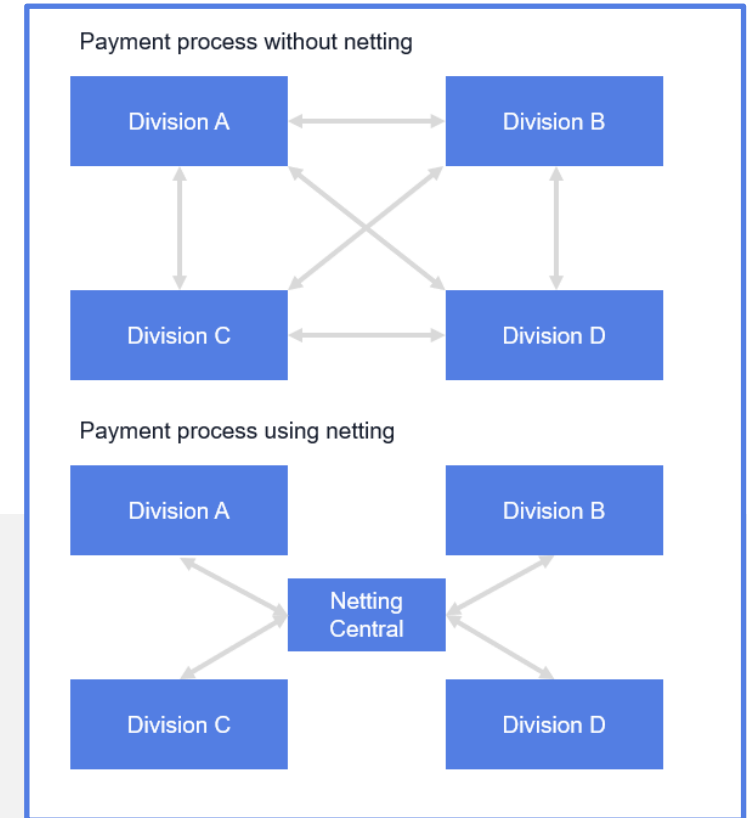 Payment process without netting
Division A
Division B
Division C
Division D
Payment process using netting
Division A
Division B
Netting
Central
Division C
Division D